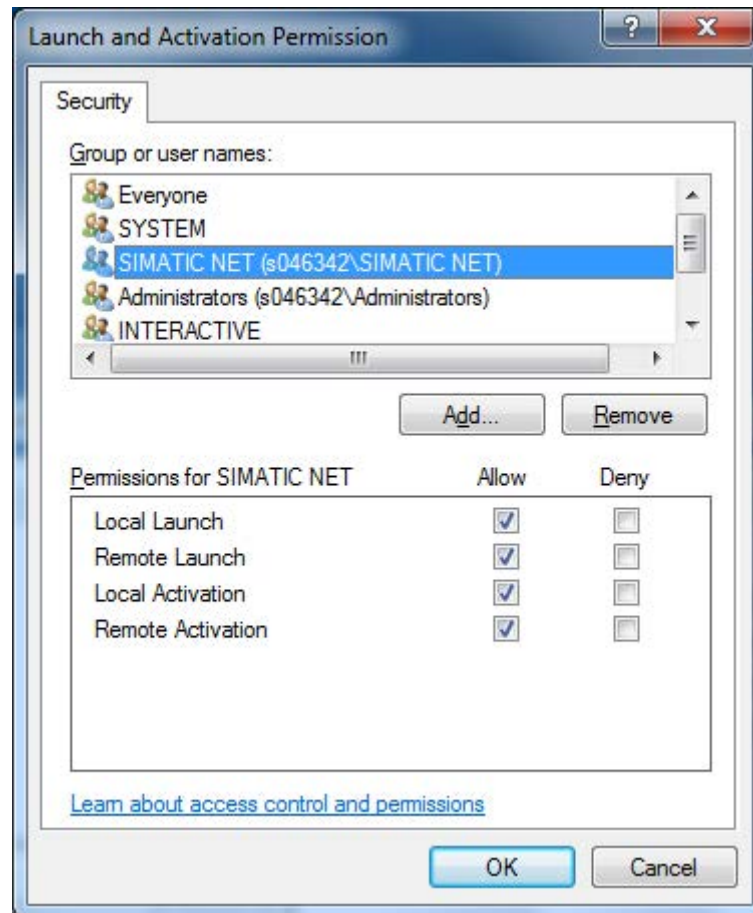 Launch and Activation Permission
Security
Group or user names:
Everyone
SYSTEM
SIMATIC NET (s046342\SIMATIC NET)
Administrators (s046342\Administrators)
INTERACTIVE
Add... Remove
Permissions for SIMATIC NET Allow Deny
Local Launch
Remote Launch
Local Activation
Remote Activation
Learn about access control and permissions
OK Cancel